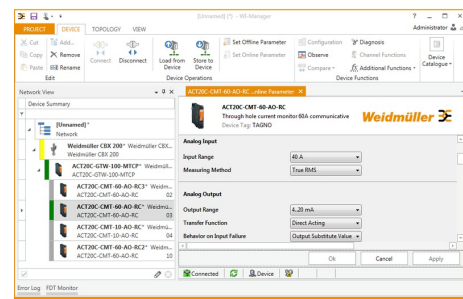 [Unnamed] (*) - WI-Manager
? – □ ×
PROJECT DEVICE TOPOLOGY VIEW
Administrator
Cut
Copy
Paste
Add...
Remove
Rename
Edit
Connect
Disconnect
Load from Device
Store to Device
Set Offline Parameter
Set Online Parameter
Device Operations
Configuration
Observe
Compare
Diagnosis
Channel Functions
Additional Functions
Device Functions
Device Catalogue
Network View
Device Summary
[Unnamed]*
Network
Weidmüller CBX 200* Weidmüller CBX...
Weidmüller CBX 200
ACT20C-GTW-100-MTCP* Weidmüll...
ACT20C-GTW-100-MTCP
ACT20C-CMT-60-AO-RC3* Weidm...
ACT20C-CMT-60-AO-RC 02
ACT20C-CMT-60-AO-RC* Weidmü...
ACT20C-CMT-60-AO-RC 03
ACT20C-CMT-10-AO-RC* Weidmü...
ACT20C-CMT-10-AO-RC 04
ACT20C-CMT-60-AO-RC2* Weidm...
ACT20C-CMT-60-AO-RC 10
ACT20C-CMT-60-AO-RC ...nline Parameter ×
ACT20C-CMT-60-AO-RC
Through hole current monitor 60A communicative
Device Tag: TAGNO
Weidmüller
Analog Input
Input Range 40 A
Measuring Method True RMS
Analog Output
Output Range 4..20 mA
Transfer Function Direct Acting
Behavior on Input Failure Output Substitute Value
Ok Cancel Apply
Connected Device
Error Log FDT Monitor